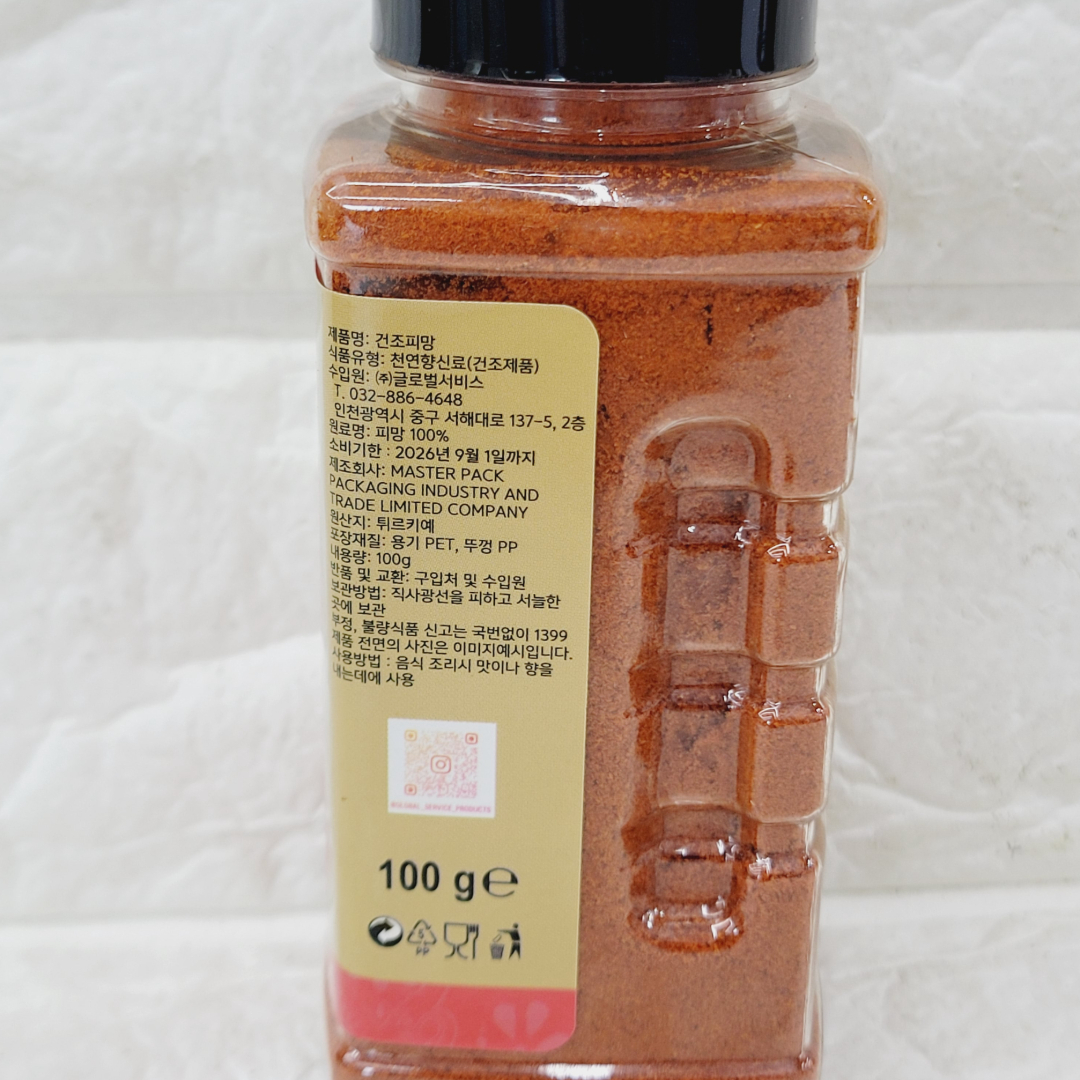 제품명: 건조피망
식품유형: 천연향신료(건조제품)
수입원: ㈜글로벌서비스
T. 032-886-4648
인천광역시 중구 서해대로 137-5, 2층
원료명: 피망 100%
소비기한 : 2026년 9월 1일까지
제조회사: MASTER PACK
PACKAGING INDUSTRY AND
TRADE LIMITED COMPANY
원산지: 튀르키예
포장재질: 용기 PET, 뚜껑 PP
내용량: 100g
반품 및 교환: 구입처 및 수입원
보관방법: 직사광선을 피하고 서늘한
곳에 보관
부정, 불량식품 신고는 국번없이 1399
제품 전면의 사진은 이미지예시입니다.
사용방법 : 음식 조리시 맛이나 향을
내는데에 사용
@GLOBAL_SERVICE_PRODUCTS
100 g℮
5
PP